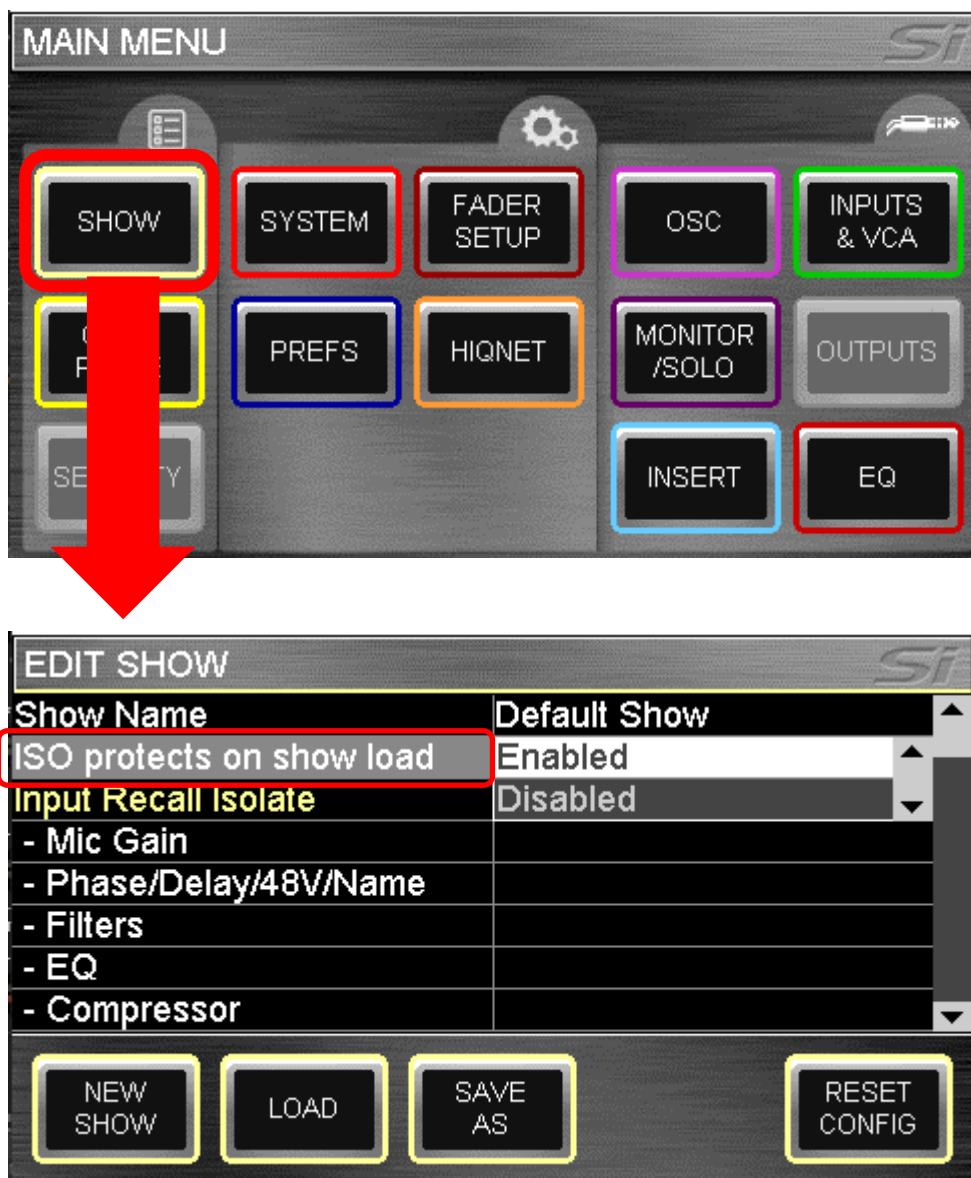 MAIN MENU
Si
SHOW
SYSTEM
FADER
SETUP
OSC
INPUTS
& VCA
PREFS
HIQNET
MONITOR
/SOLO
OUTPUTS
INSERT
EQ
EDIT SHOW
Si
Show Name Default Show
ISO protects on show load Enabled
Input Recall Isolate Disabled
- Mic Gain
- Phase/Delay/48V/Name
- Filters
- EQ
- Compressor
NEW
SHOW
LOAD
SAVE
AS
RESET
CONFIG